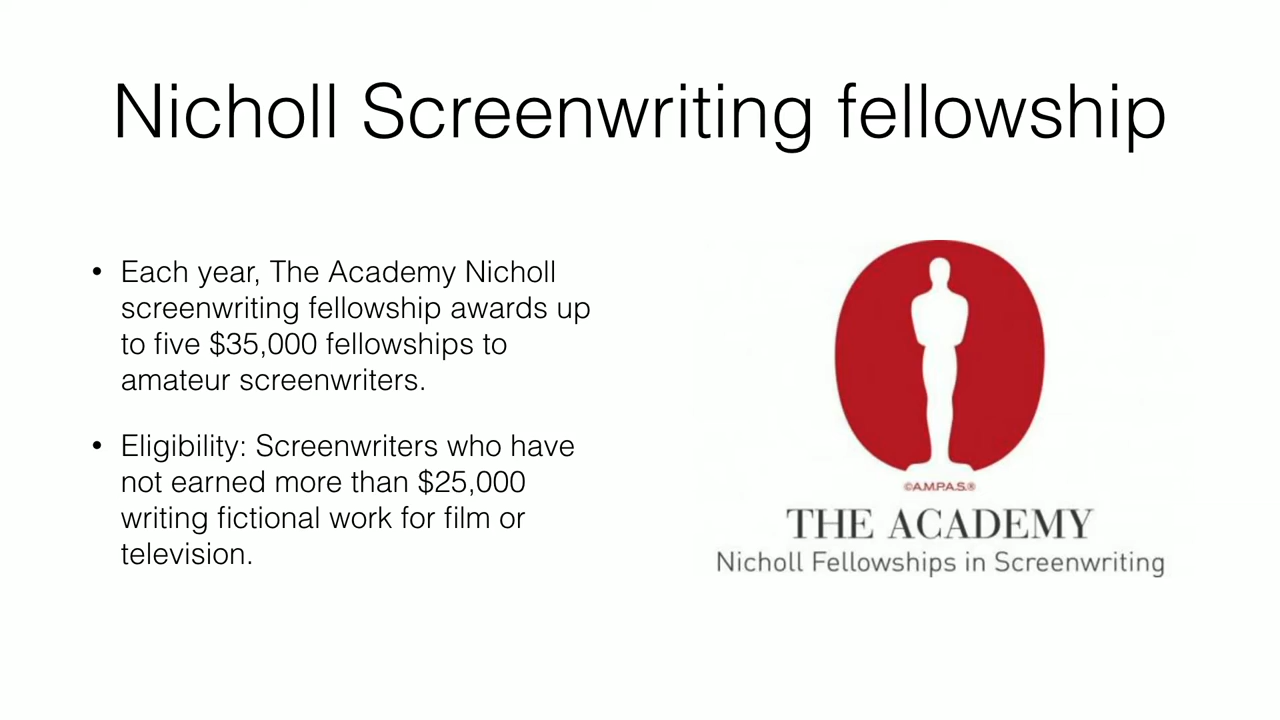 Nicholl Screenwriting fellowship
• Each year, The Academy Nicholl
screenwriting fellowship awards up
to five $35,000 fellowships to
amateur screenwriters.
• Eligibility: Screenwriters who have
not earned more than $25,000
writing fictional work for film or
television.
©A.M.P.A.S.®
THE ACADEMY
Nicholl Fellowships in Screenwriting